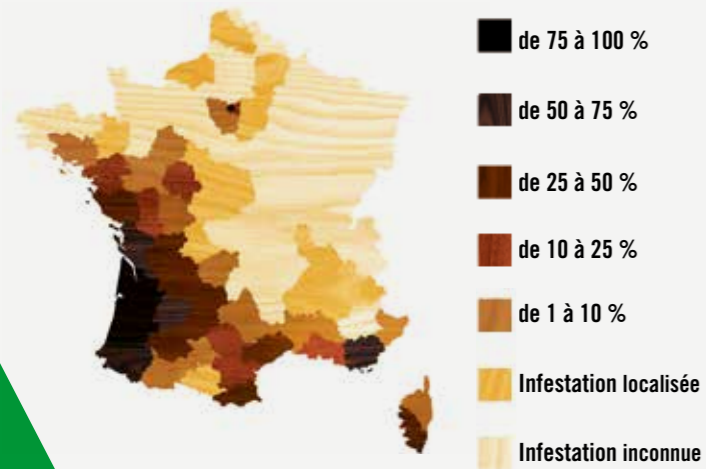 de 75 à 100 %
de 50 à 75 %
de 25 à 50 %
de 10 à 25 %
de 1 à 10 %
Infestation localisée
Infestation inconnue